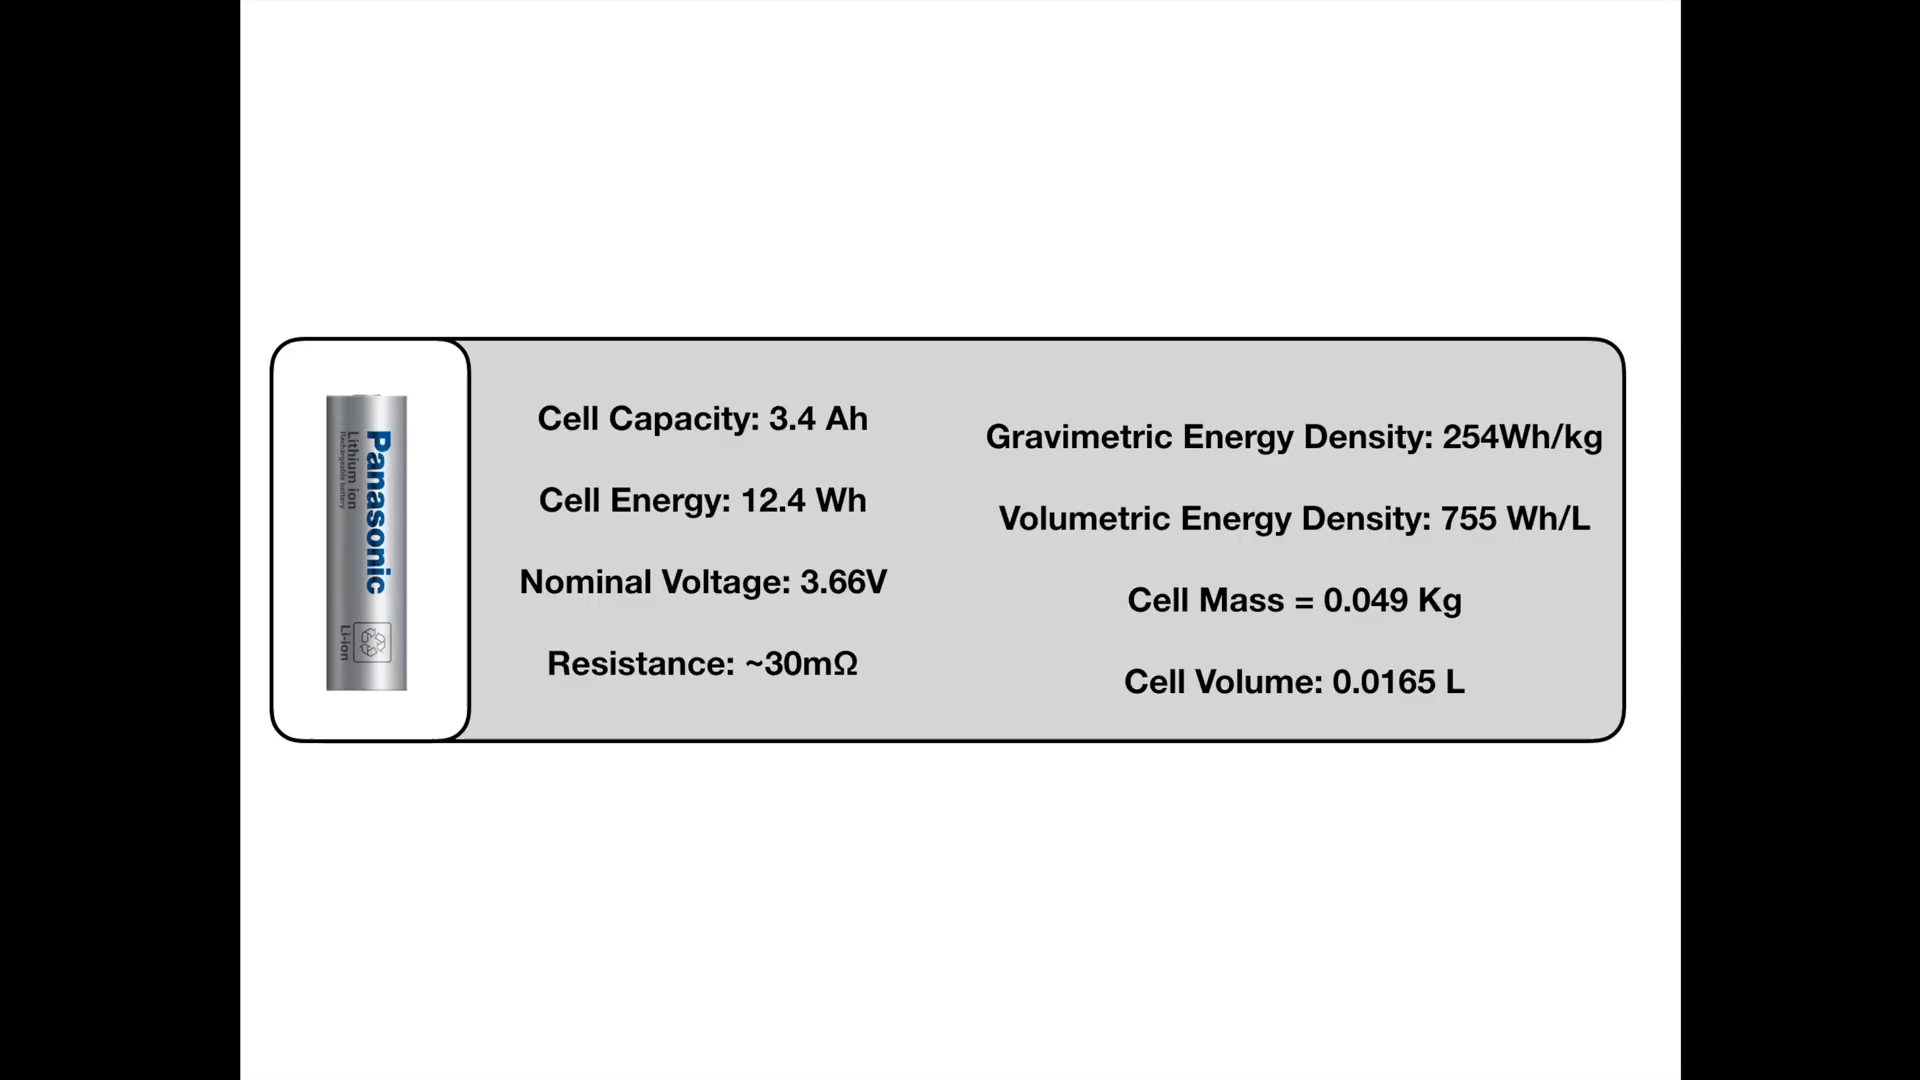 Panasonic
Lithium ion
Rechargeable battery
Li-ion
Cell Capacity: 3.4 Ah
Cell Energy: 12.4 Wh
Nominal Voltage: 3.66V
Resistance: ~30mΩ
Gravimetric Energy Density: 254Wh/kg
Volumetric Energy Density: 755 Wh/L
Cell Mass = 0.049 Kg
Cell Volume: 0.0165 L